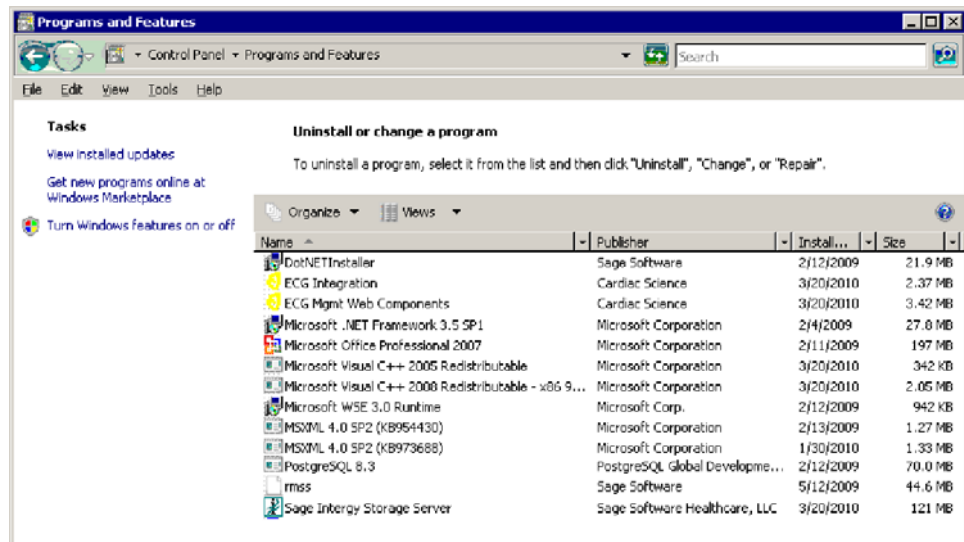 Programs and Features
Control Panel Programs and Features
Search
File Edit View Tools Help
Tasks
View installed updates
Get new programs online at
Windows Marketplace
Turn Windows features on or off
Uninstall or change a program
To uninstall a program, select it from the list and then click "Uninstall", "Change", or "Repair".
Organize Views
Name Publisher Install... Size
DotNETInstaller Sage Software 2/12/2009 21.9 MB
ECG Integration Cardiac Science 3/20/2010 2.37 MB
ECG Mgmt Web Components Cardiac Science 3/20/2010 3.42 MB
Microsoft .NET Framework 3.5 SP1 Microsoft Corporation 2/4/2009 27.8 MB
Microsoft Office Professional 2007 Microsoft Corporation 2/11/2009 197 MB
Microsoft Visual C++ 2005 Redistributable Microsoft Corporation 3/20/2010 342 KB
Microsoft Visual C++ 2008 Redistributable - x86 9... Microsoft Corporation 3/20/2010 2.05 MB
Microsoft WSE 3.0 Runtime Microsoft Corp. 2/12/2009 942 KB
MSXML 4.0 SP2 (KB954430) Microsoft Corporation 2/13/2009 1.27 MB
MSXML 4.0 SP2 (KB973688) Microsoft Corporation 1/30/2010 1.33 MB
PostgreSQL 8.3 PostgreSQL Global Developme... 2/12/2009 70.0 MB
rmss Sage Software 5/12/2009 44.6 MB
Sage Intergy Storage Server Sage Software Healthcare, LLC 3/20/2010 121 MB